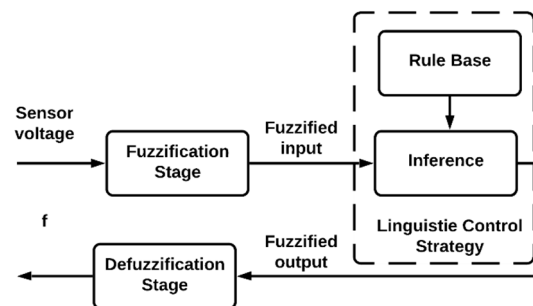 Rule Base
Sensor
voltage
Fuzzification
Stage
Fuzzified
input
Inference
f
Linguistie Control
Strategy
Defuzzification
Stage
Fuzzified
output